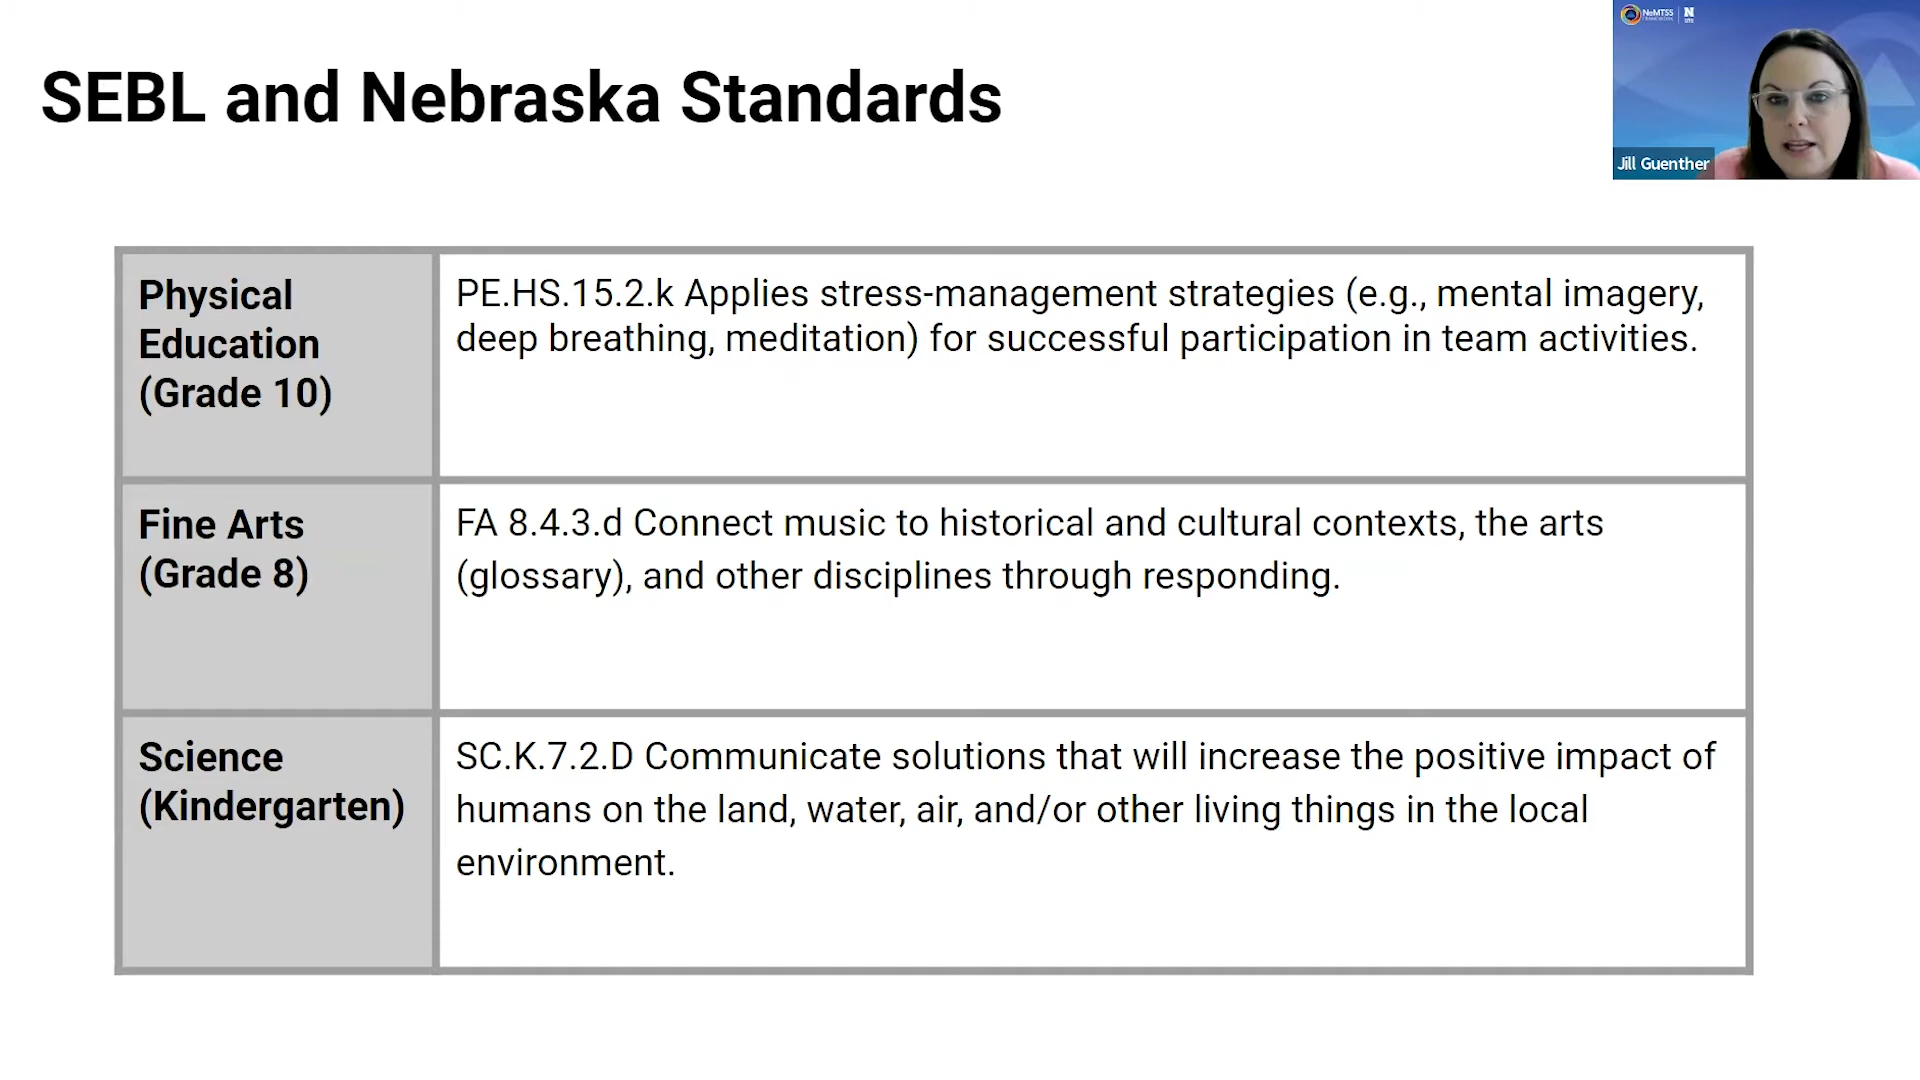 SEBL and Nebraska Standards
NeMTSS
N
Jill Guenther
Physical
Education
(Grade 10)
PE.HS.15.2.k Applies stress-management strategies (e.g., mental imagery,
deep breathing, meditation) for successful participation in team activities.
Fine Arts
(Grade 8)
FA 8.4.3.d Connect music to historical and cultural contexts, the arts
(glossary), and other disciplines through responding.
Science
(Kindergarten)
SC.K.7.2.D Communicate solutions that will increase the positive impact of
humans on the land, water, air, and/or other living things in the local
environment.